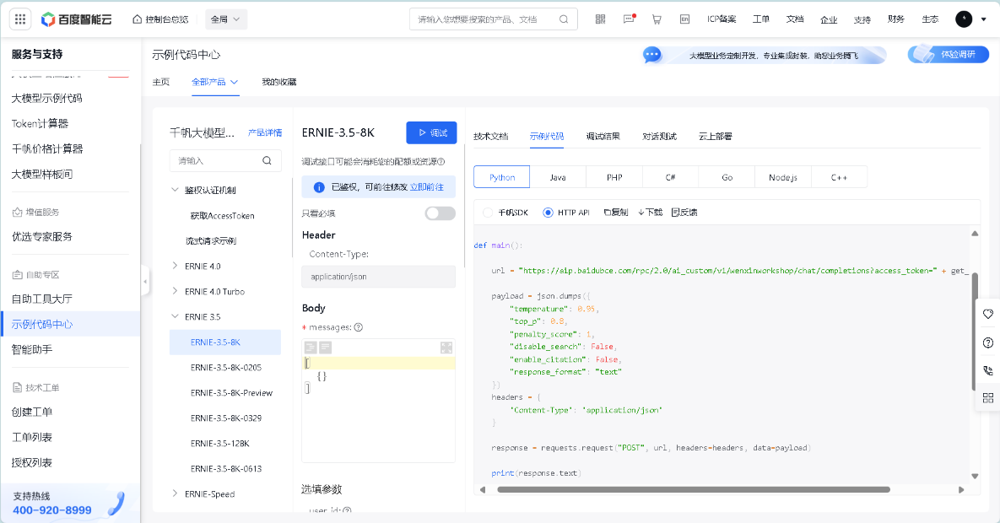 百度智能云
控制台总览
全局
请输入您想要搜索的产品、文档
ICP备案
工单
文档
企业
支持
财务
生态
服务与支持
大模型示例代码
Token计算器
千帆价格计算器
大模型样板间
增值服务
优选专家服务
自助专区
自助工具大厅
示例代码中心
智能助手
技术工单
创建工单
工单列表
授权列表
支持热线
400-920-8999
示例代码中心
大模型业务定制开发，专业集成封装，助您业务腾飞
体验调研
主页
全部产品
我的收藏
千帆大模型...
产品详情
请输入
鉴权认证机制
获取AccessToken
流式请求示例
ERNIE 4.0
ERNIE 4.0 Turbo
ERNIE 3.5
ERNIE-3.5-8K
ERNIE-3.5-8K-0205
ERNIE-3.5-8K-Preview
ERNIE-3.5-8K-0329
ERNIE-3.5-128K
ERNIE-3.5-8K-0613
ERNIE-Speed
ERNIE-3.5-8K
调试
调试接口可能会消耗您的配额或资源
已鉴权，可前往修改 立即前往
只看必填
Header
Content-Type:
application/json
Body
* messages:
[
{}
]
选填参数
user_id:
技术文档
示例代码
调试结果
对话测试
云上部署
Python
Java
PHP
C#
Go
Node.js
C++
千帆SDK
HTTP API
复制
下载
反馈
def main():
url = "https://aip.baidubce.com/rpc/2.0/ai_custom/v1/wenxinworkshop/chat/completions?access_token=" + get_
payload = json.dumps({
"temperature": 0.95,
"top_p": 0.8,
"penalty_score": 1,
"disable_search": False,
"enable_citation": False,
"response_format": "text"
})
headers = {
'Content-Type': 'application/json'
}
response = requests.request("POST", url, headers=headers, data=payload)
print(response.text)